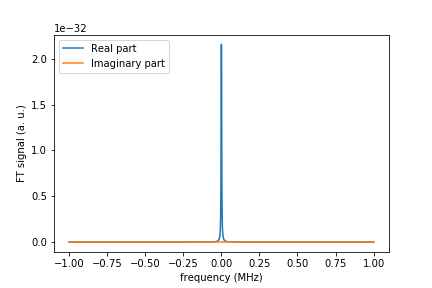 1e−32
Real part
Imaginary part
2.0
1.5
1.0
0.5
0.0
FT signal (a. u.)
−1.00 −0.75 −0.50 −0.25 0.00 0.25 0.50 0.75 1.00
frequency (MHz)